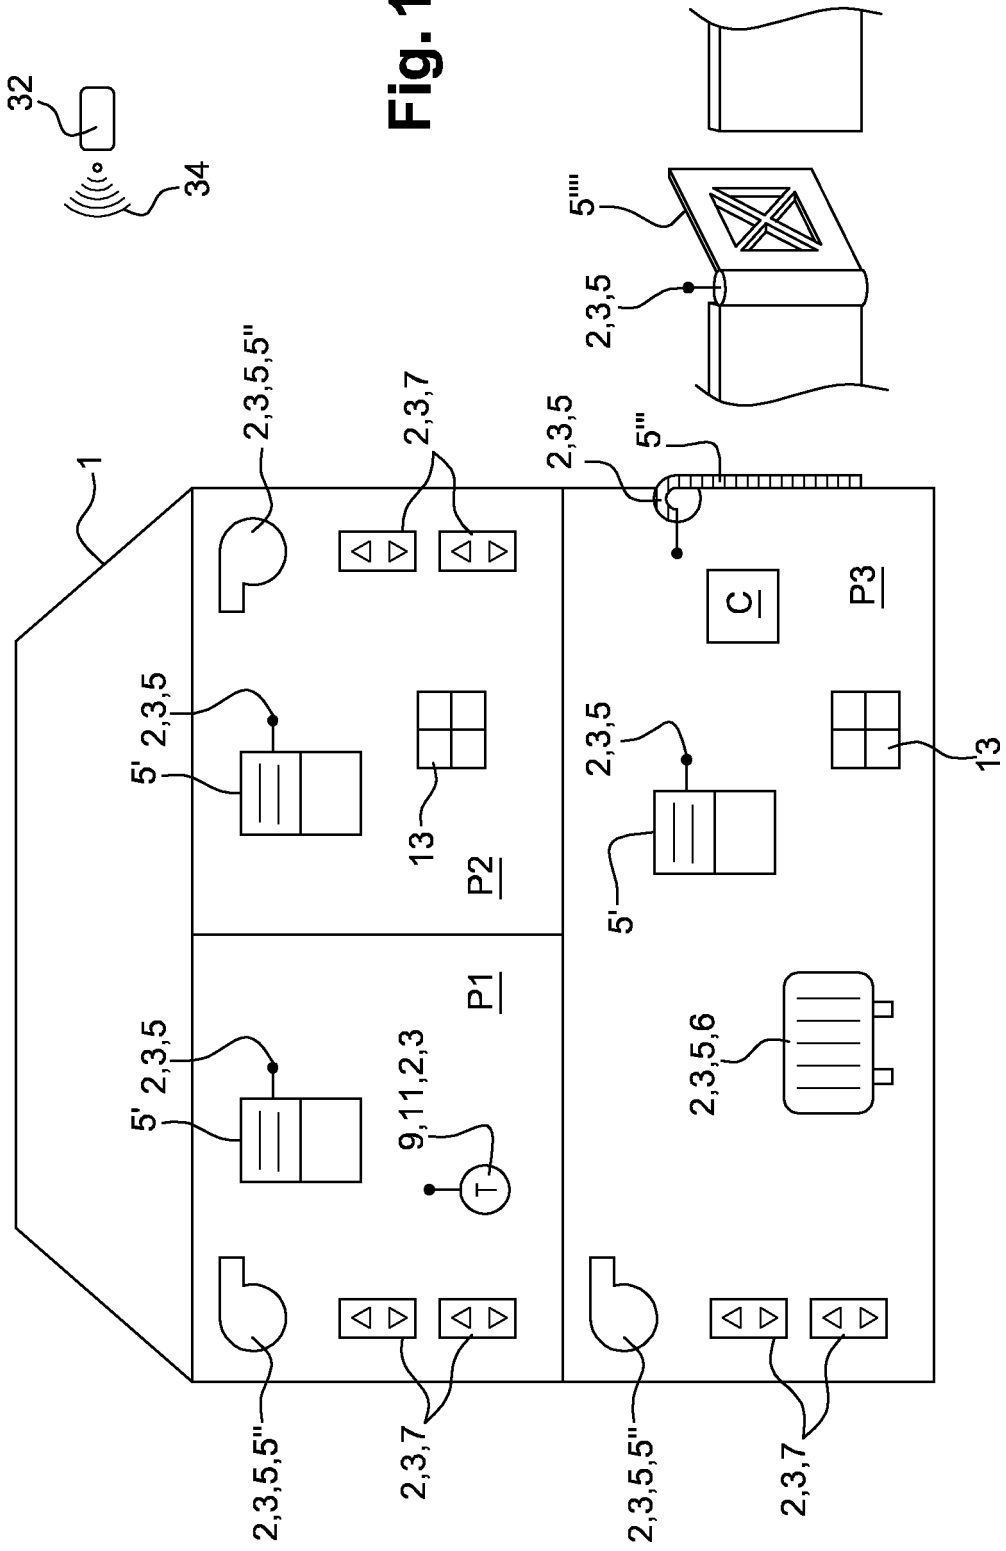 32
1
5' 2,3,5 5' 2,3,5
34
2,3,5,5" 2,3,5,5"
Fig. 1
2,3,7 9,11,2,3 13 2,3,7
T P1 P2
2,3,5 5''''
2,3,5 2,3,5
5'
2,3,5,5" 5'''
2,3,5,6
C
2,3,7
P3
13